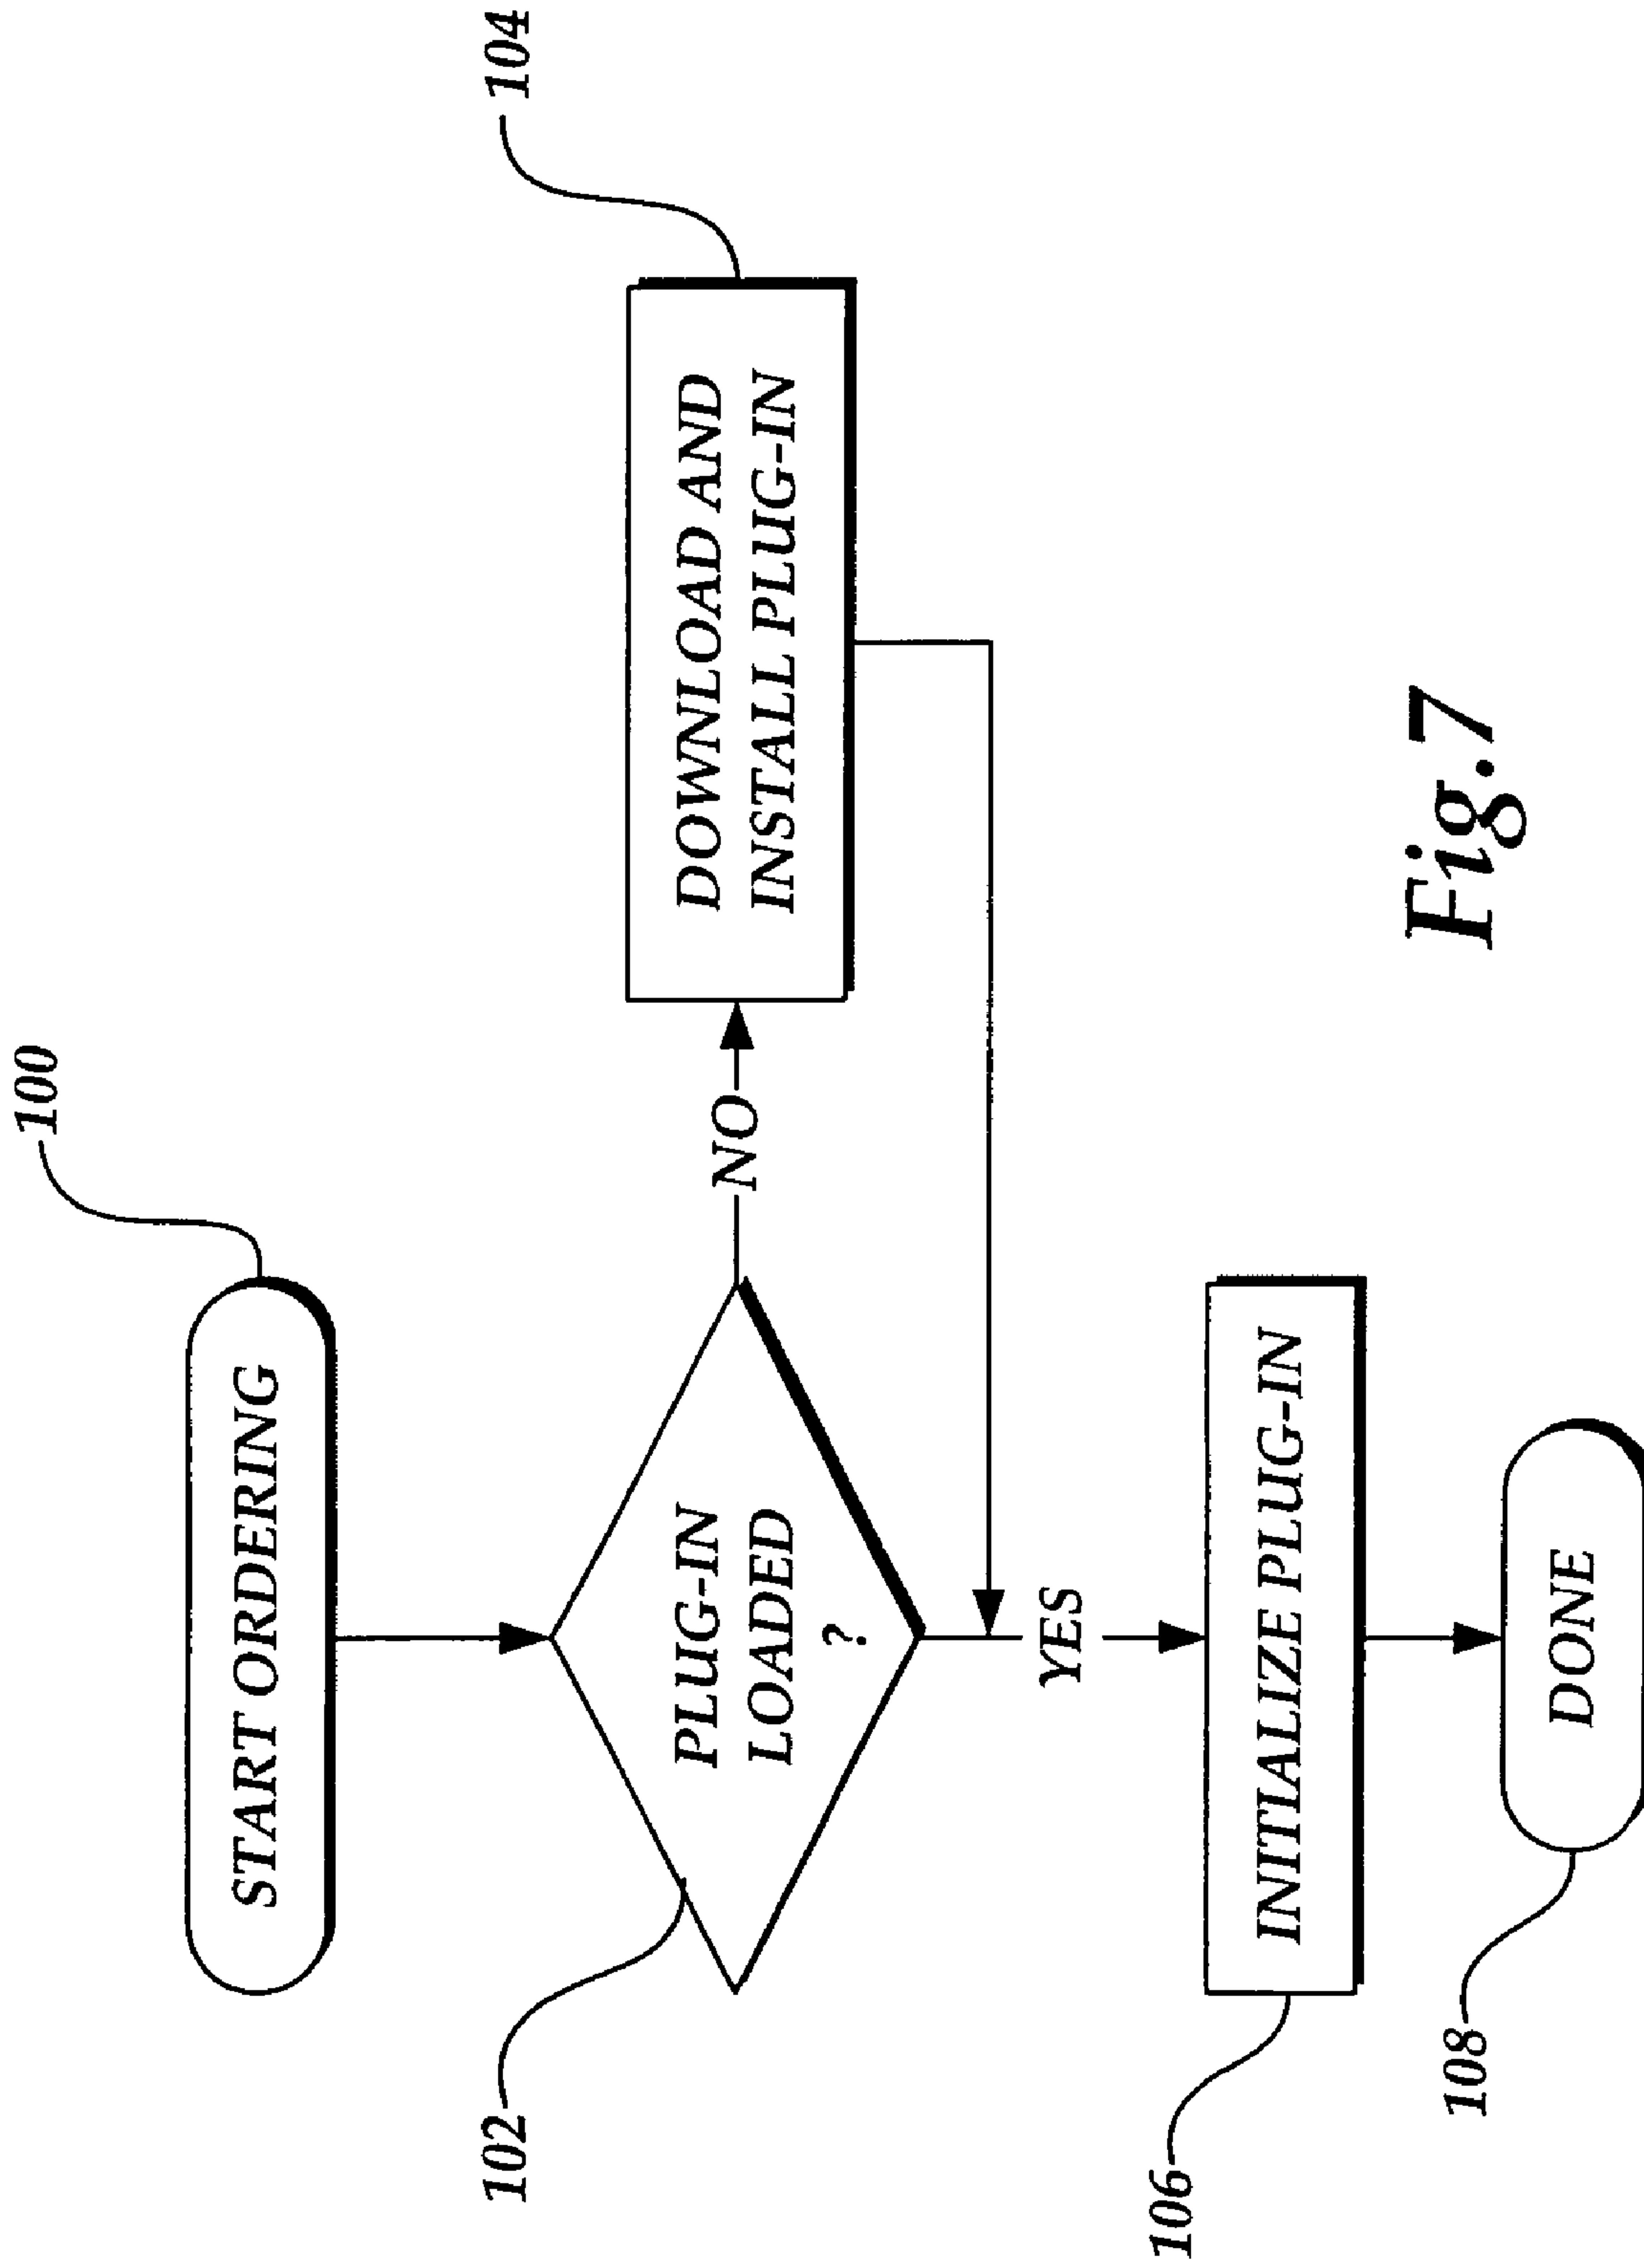 100
START ORDERING
102
PLUG-IN
LOADED
?
NO
104
DOWNLOAD AND
INSTALL PLUG-IN
YES
106
INITIALIZE PLUG-IN
108
DONE
Fig.7